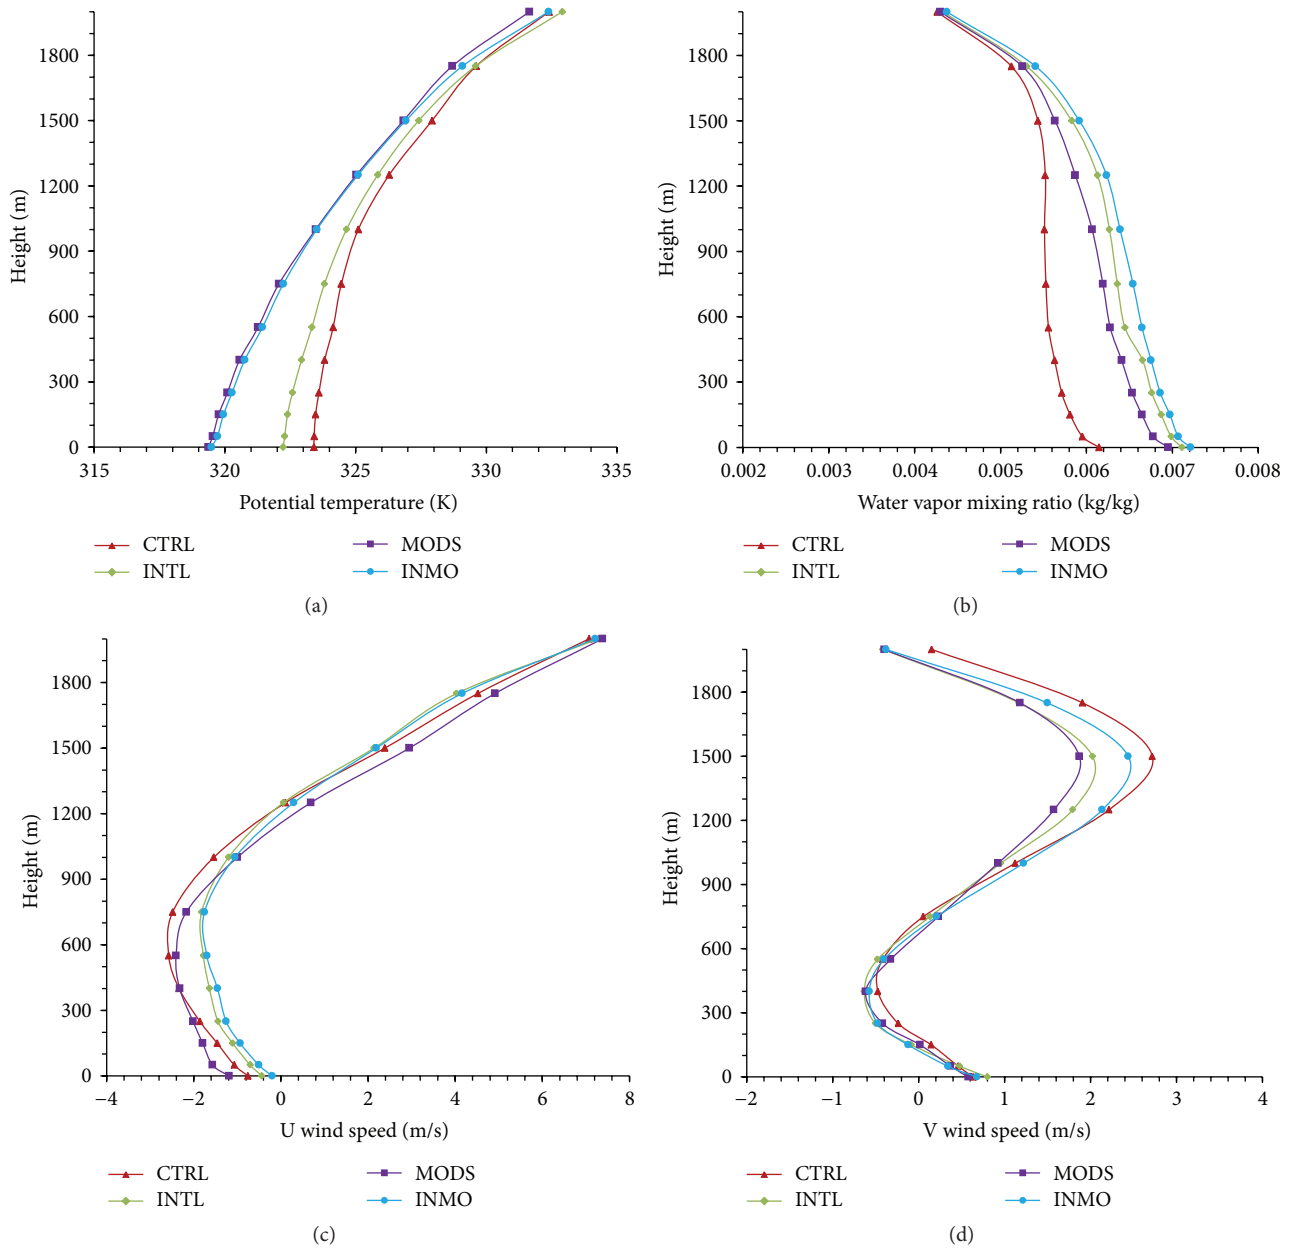 1800
1500
1200
900
600
300
0
Height (m)
315 320 325 330 335
Potential temperature (K)
CTRL MODS
INTL INMO
(a)
1800
1500
1200
900
600
300
0
Height (m)
0.002 0.003 0.004 0.005 0.006 0.007 0.008
Water vapor mixing ratio (kg/kg)
CTRL MODS
INTL INMO
(b)
1800
1500
1200
900
600
300
0
Height (m)
−4 −2 0 2 4 6 8
U wind speed (m/s)
CTRL MODS
INTL INMO
(c)
1800
1500
1200
900
600
300
0
Height (m)
−2 −1 0 1 2 3 4
V wind speed (m/s)
CTRL MODS
INTL INMO
(d)